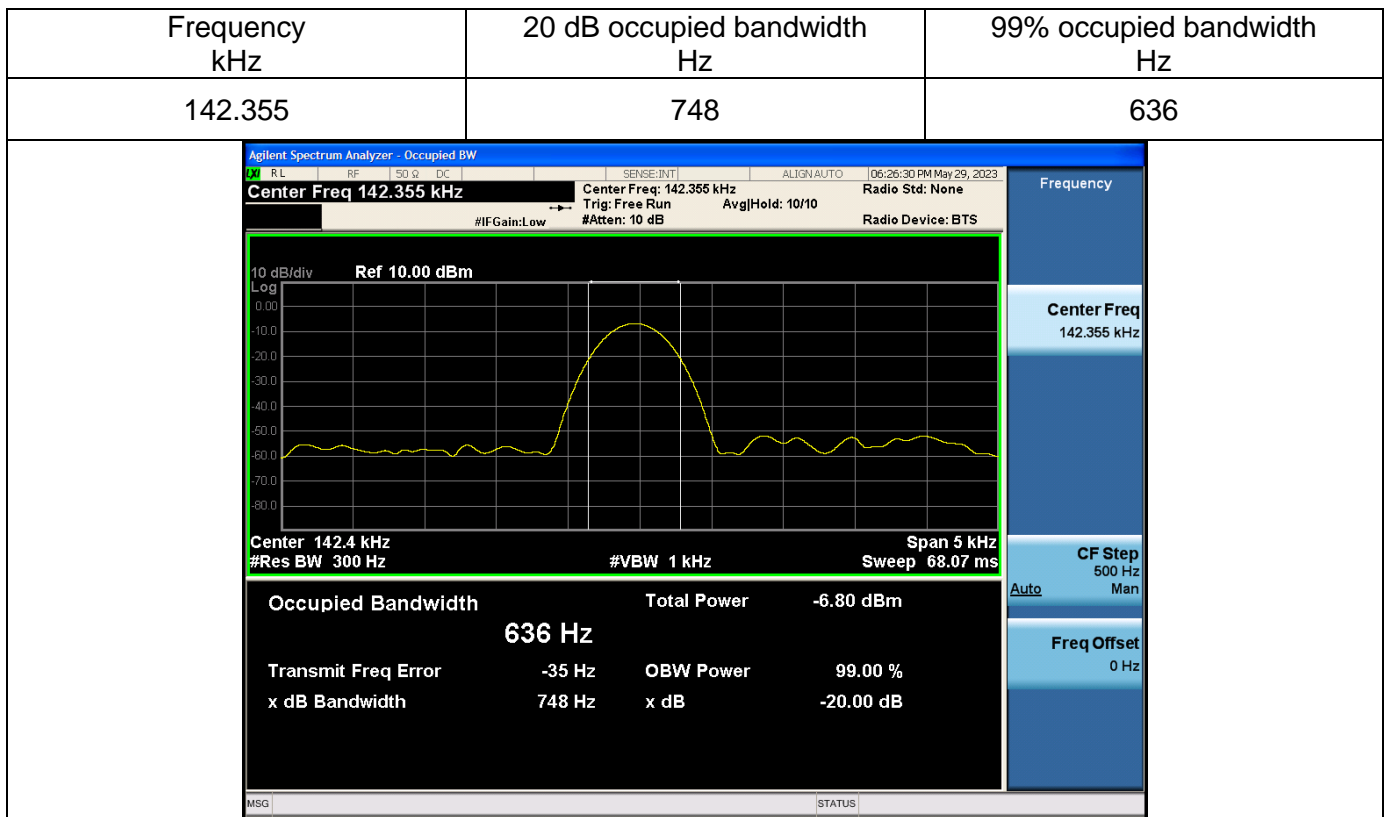 Frequency
kHz
20 dB occupied bandwidth
Hz
99% occupied bandwidth
Hz
142.355
748
636
Agilent Spectrum Analyzer - Occupied BW
LXI RL RF 50 Ω DC SENSE:INT ALIGN AUTO 06:26:30 PM May 29, 2023
Center Freq 142.355 kHz
Center Freq: 142.355 kHz
Radio Std: None
Trig: Free Run Avg|Hold: 10/10
#IFGain:Low #Atten: 10 dB Radio Device: BTS
10 dB/div Ref 10.00 dBm
Log
0.00
-10.0
-20.0
-30.0
-40.0
-50.0
-60.0
-70.0
-80.0
Center 142.4 kHz Span 5 kHz
#Res BW 300 Hz #VBW 1 kHz Sweep 68.07 ms
Occupied Bandwidth Total Power -6.80 dBm
636 Hz
Transmit Freq Error -35 Hz OBW Power 99.00 %
x dB Bandwidth 748 Hz x dB -20.00 dB
MSG STATUS
Frequency
Center Freq
142.355 kHz
CF Step
500 Hz
Auto Man
Freq Offset
0 Hz